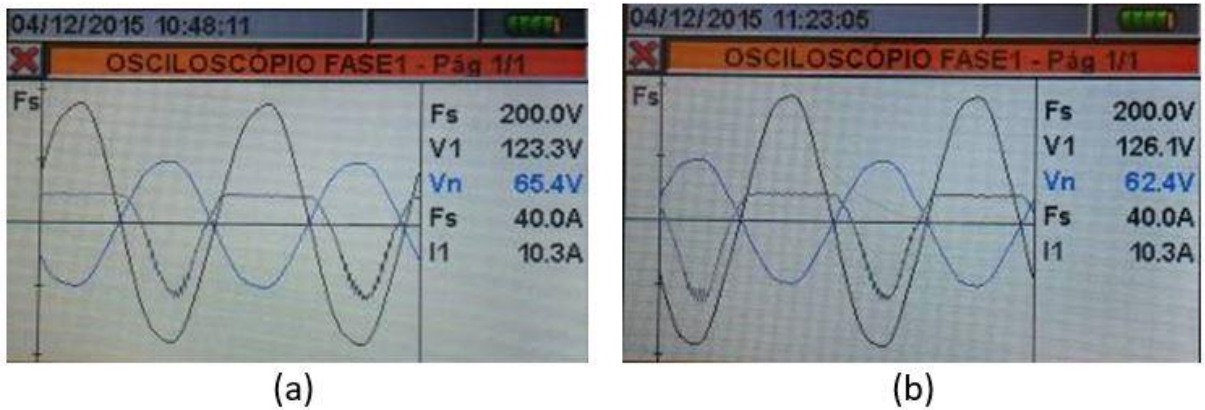 04/12/2015 10:48:11
OSCILOSCÓPIO FASE1 - Pág 1/1
Fs
Fs 200.0V
V1 123.3V
Vn 65.4V
Fs 40.0A
I1 10.3A
(a)
04/12/2015 11:23:05
OSCILOSCÓPIO FASE1 - Pág 1/1
Fs
Fs 200.0V
V1 126.1V
Vn 62.4V
Fs 40.0A
I1 10.3A
(b)